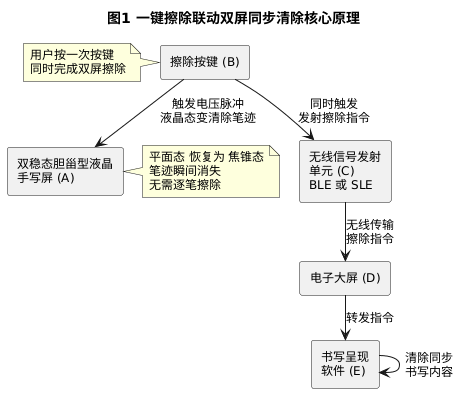 图1 一键擦除联动双屏同步清除核心原理
用户按一次按键
同时完成双屏擦除
擦除按键 (B)
触发电压脉冲
液晶态变清除笔迹
同时触发
发射擦除指令
双稳态胆甾型液晶
手写屏 (A)
平面态 恢复为 焦锥态
笔迹瞬间消失
无需逐笔擦除
无线信号发射
单元 (C)
BLE 或 SLE
无线传输
擦除指令
电子大屏 (D)
转发指令
书写呈现
软件 (E)
清除同步
书写内容